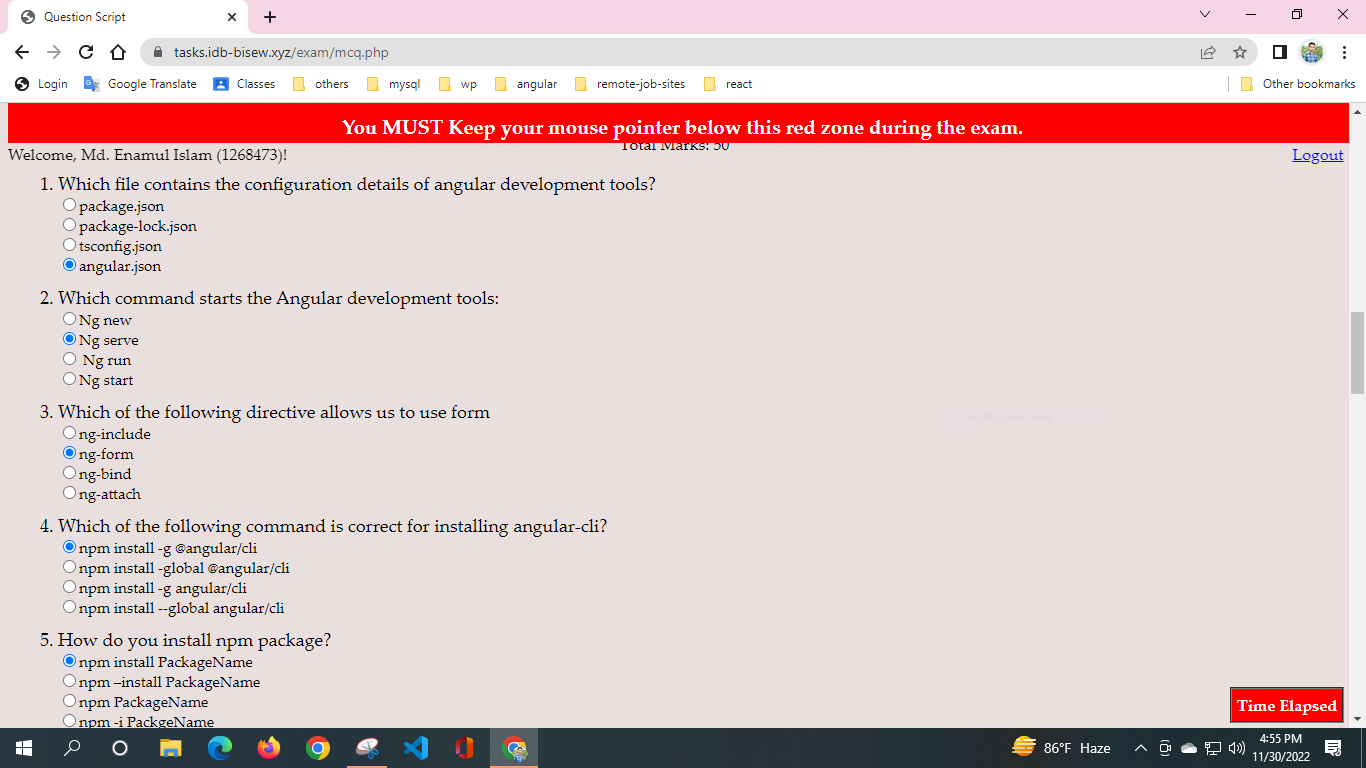 Question Script
tasks.idb-bisew.xyz/exam/mcq.php
Login Google Translate Classes others mysql wp angular remote-job-sites react Other bookmarks
You MUST Keep your mouse pointer below this red zone during the exam.
Total Marks: 50
Welcome, Md. Enamul Islam (1268473)! Logout
1. Which file contains the configuration details of angular development tools?
package.json
package-lock.json
tsconfig.json
angular.json
2. Which command starts the Angular development tools:
Ng new
Ng serve
Ng run
Ng start
3. Which of the following directive allows us to use form
ng-include
ng-form
ng-bind
ng-attach
Full-screen Snip
4. Which of the following command is correct for installing angular-cli?
npm install -g @angular/cli
npm install -global @angular/cli
npm install -g angular/cli
npm install --global angular/cli
5. How do you install npm package?
npm install PackageName
npm –install PackageName
npm PackageName
npm -i PackgeName
Time Elapsed
86°F Haze
4:55 PM
11/30/2022